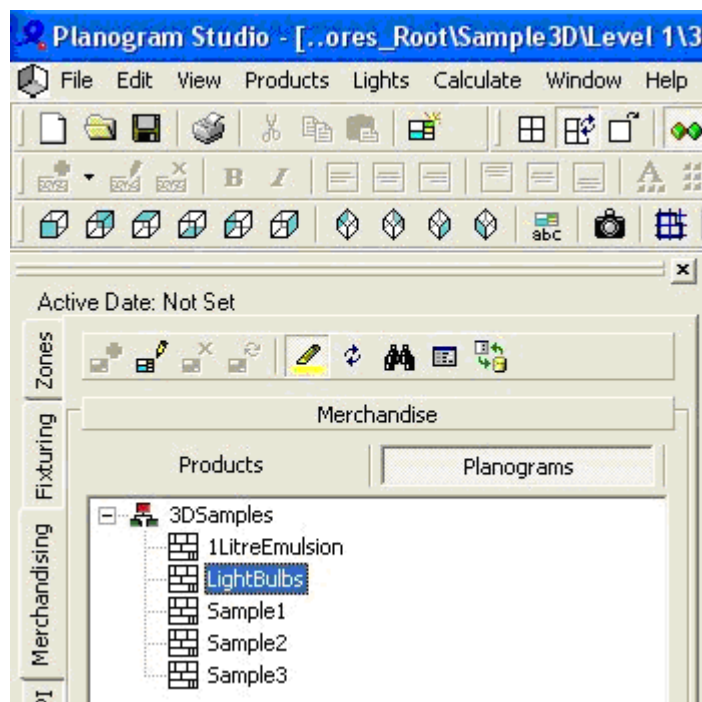 Planogram Studio - [..ores_Root\Sample3D\Level 1\3
File Edit View Products Lights Calculate Window Help
B I A
abc
Active Date: Not Set
Zones
Fixturing
Merchandising
Merchandise
Products Planograms
3DSamples
1LitreEmulsion
LightBulbs
Sample1
Sample2
Sample3